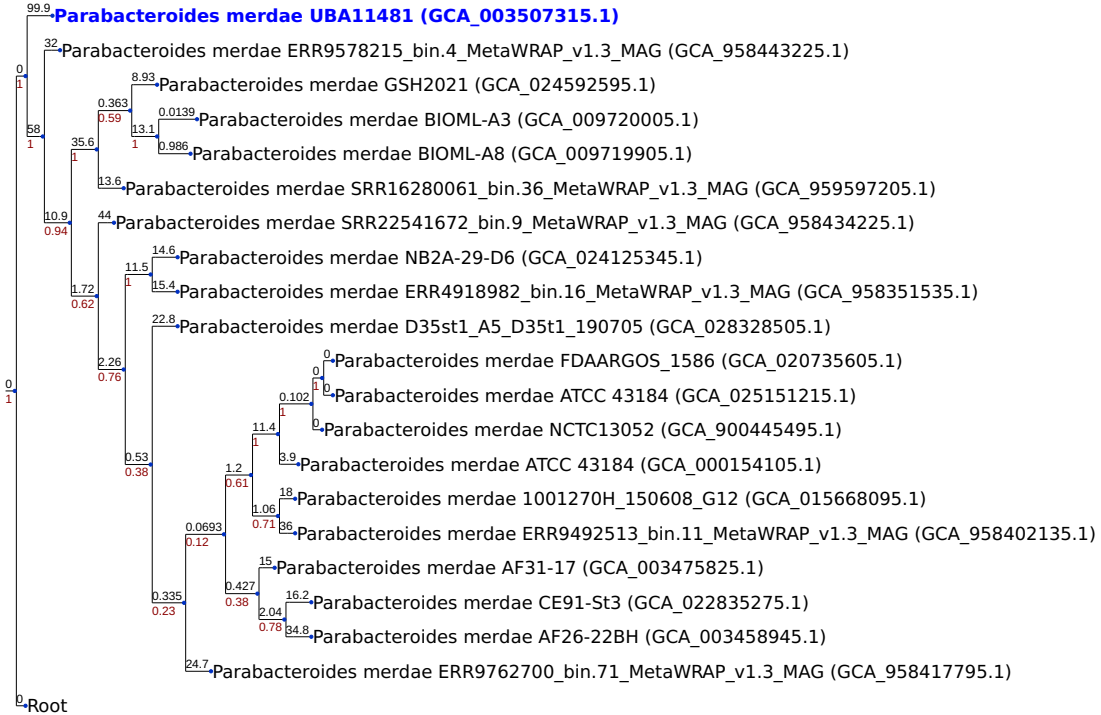 99.9 Parabacteroides merdae UBA11481 (GCA_003507315.1)
32 Parabacteroides merdae ERR9578215_bin.4_MetaWRAP_v1.3_MAG (GCA_958443225.1)
0
1
8.93 Parabacteroides merdae GSH2021 (GCA_024592595.1)
0.363
0.59
0.0139 Parabacteroides merdae BIOML-A3 (GCA_009720005.1)
58
1
13.1
1
35.6
1
0.986 Parabacteroides merdae BIOML-A8 (GCA_009719905.1)
13.6 Parabacteroides merdae SRR16280061_bin.36_MetaWRAP_v1.3_MAG (GCA_959597205.1)
10.9
0.94
44 Parabacteroides merdae SRR22541672_bin.9_MetaWRAP_v1.3_MAG (GCA_958434225.1)
14.6 Parabacteroides merdae NB2A-29-D6 (GCA_024125345.1)
11.5
1
15.4 Parabacteroides merdae ERR4918982_bin.16_MetaWRAP_v1.3_MAG (GCA_958351535.1)
1.72
0.62
22.8 Parabacteroides merdae D35st1_A5_D35t1_190705 (GCA_028328505.1)
0 Parabacteroides merdae FDAARGOS_1586 (GCA_020735605.1)
2.26
0.76
0
1
0 Parabacteroides merdae ATCC 43184 (GCA_025151215.1)
0
1
0.102
1
0 Parabacteroides merdae NCTC13052 (GCA_900445495.1)
11.4
1
3.9 Parabacteroides merdae ATCC 43184 (GCA_000154105.1)
0.53
0.38
1.2
0.61
18 Parabacteroides merdae 1001270H_150608_G12 (GCA_015668095.1)
1.06
0.71
36 Parabacteroides merdae ERR9492513_bin.11_MetaWRAP_v1.3_MAG (GCA_958402135.1)
0.0693
0.12
15 Parabacteroides merdae AF31-17 (GCA_003475825.1)
0.427
0.38
16.2 Parabacteroides merdae CE91-St3 (GCA_022835275.1)
0.335
0.23
2.04
0.78
34.8 Parabacteroides merdae AF26-22BH (GCA_003458945.1)
24.7 Parabacteroides merdae ERR9762700_bin.71_MetaWRAP_v1.3_MAG (GCA_958417795.1)
0 Root